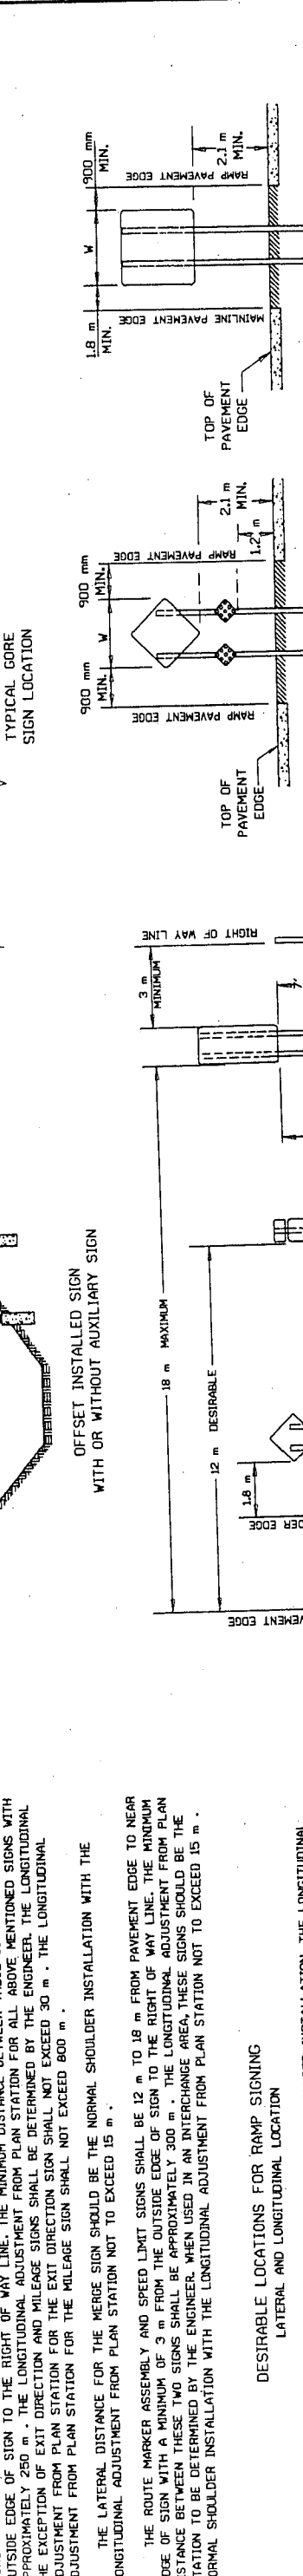 OUTSIDE EDGE OF SIGN TO THE RIGHT OF WAY LINE. THE MINIMUM DISTANCE BETWEEN
APPROXIMATELY 250 m . THE LONGITUDINAL ADJUSTMENT FROM PLAN STATION FOR ALL ABOVE MENTIONED SIGNS WITH
THE EXCEPTION OF EXIT DIRECTION AND MILEAGE SIGNS SHALL BE DETERMINED BY THE ENGINEER. THE LONGITUDINAL
ADJUSTMENT FROM PLAN STATION FOR THE EXIT DIRECTION SIGN SHALL NOT EXCEED 30 m . THE LONGITUDINAL
ADJUSTMENT FROM PLAN STATION FOR THE MILEAGE SIGN SHALL NOT EXCEED 800 m .
THE LATERAL DISTANCE FOR THE MERGE SIGN SHOULD BE THE NORMAL SHOULDER INSTALLATION WITH THE
LONGITUDINAL ADJUSTMENT FROM PLAN STATION NOT TO EXCEED 15 m .
THE ROUTE MARKER ASSEMBLY AND SPEED LIMIT SIGNS SHALL BE 12 m TO 18 m FROM PAVEMENT EDGE TO NEAR
EDGE OF SIGN WITH A MINIMUM OF 3 m FROM THE OUTSIDE EDGE OF SIGN TO THE RIGHT OF WAY LINE. THE MINIMUM
DISTANCE BETWEEN THESE TWO SIGNS SHALL BE APPROXIMATELY 300 m . THE LONGITUDINAL ADJUSTMENT FROM PLAN
STATION TO BE DETERMINED BY THE ENGINEER. WHEN USED IN AN INTERCHANGE AREA, THESE SIGNS SHOULD BE THE
NORMAL SHOULDER INSTALLATION WITH THE LONGITUDINAL ADJUSTMENT FROM PLAN STATION NOT TO EXCEED 15 m .
DESIRABLE LOCATIONS FOR RAMP SIGNING
LATERAL AND LONGITUDINAL LOCATION
INSTALLATION. THE LONGITUDINAL
OFFSET INSTALLED SIGN
WITH OR WITHOUT AUXILIARY SIGN
18 m MAXIMUM
12 m DESIRABLE
1.8 m
3 m
MINIMUM
RIGHT OF WAY LINE
PAVEMENT EDGE
SHOULDER EDGE
TYPICAL GORE
SIGN LOCATION
900 mm
MIN.
W
900 mm
MIN.
RAMP PAVEMENT EDGE
RAMP PAVEMENT EDGE
2.1 m
MIN.
1.2 m
TOP OF
PAVEMENT
EDGE
1.8 m
MIN.
W
900 mm
MIN.
MAINLINE PAVEMENT EDGE
RAMP PAVEMENT EDGE
2.1 m
MIN.
TOP OF
PAVEMENT
EDGE